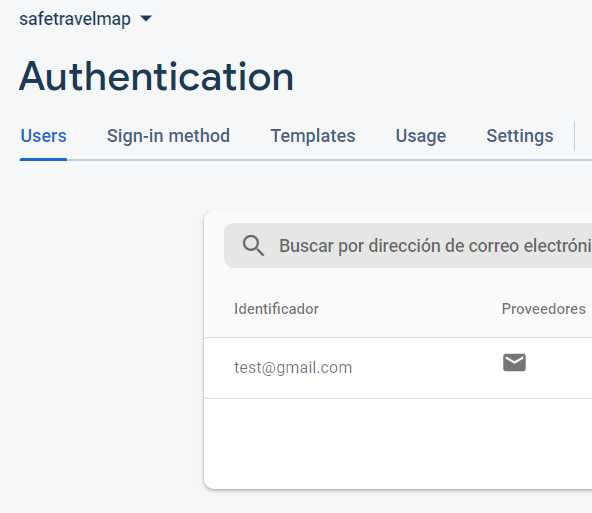 safetravelmap
Authentication
Users Sign-in method Templates Usage Settings
Buscar por dirección de correo electróni
Identificador Proveedores
test@gmail.com